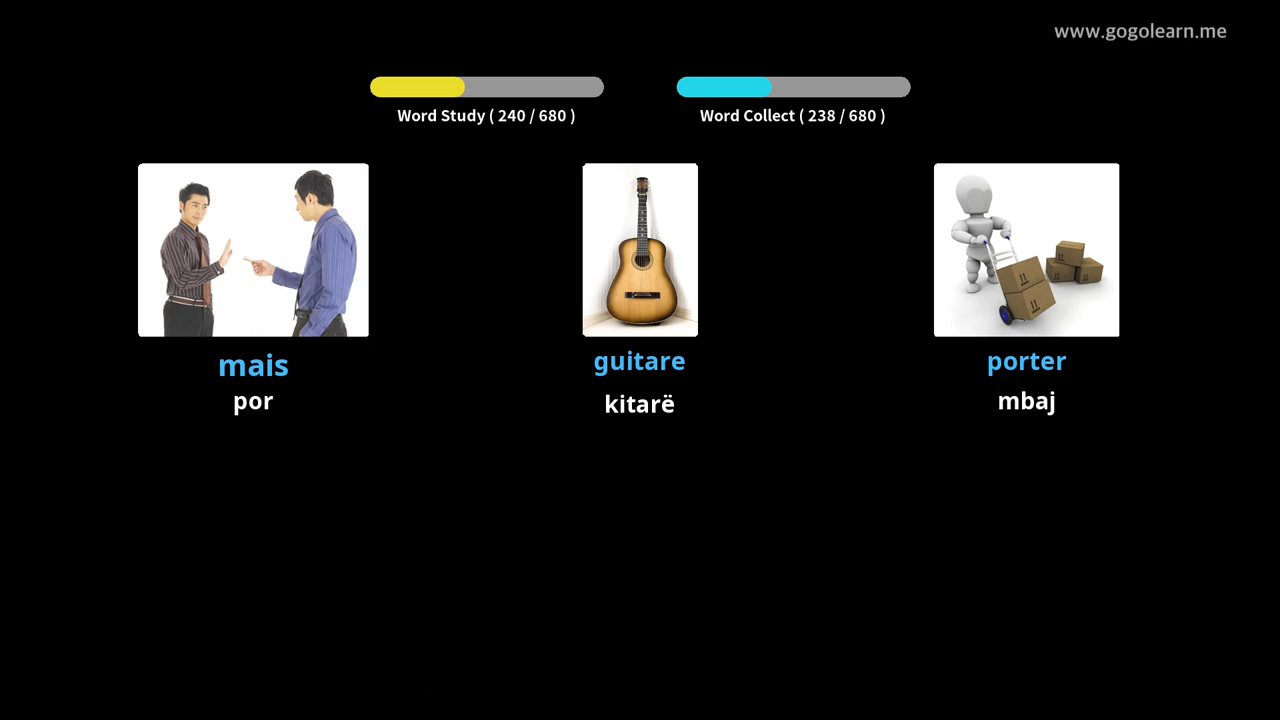 www.gogolearn.me
Word Study ( 240 / 680 )
Word Collect ( 238 / 680 )
mais
guitare
porter
por
kitarë
mbaj